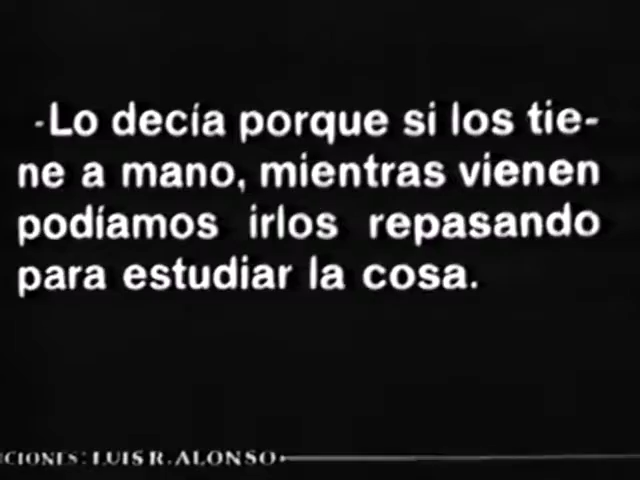 -Lo decía porque si los tie-
ne a mano, mientras vienen
podíamos irlos repasando
para estudiar la cosa.
CIONES: LUIS R. ALONSO